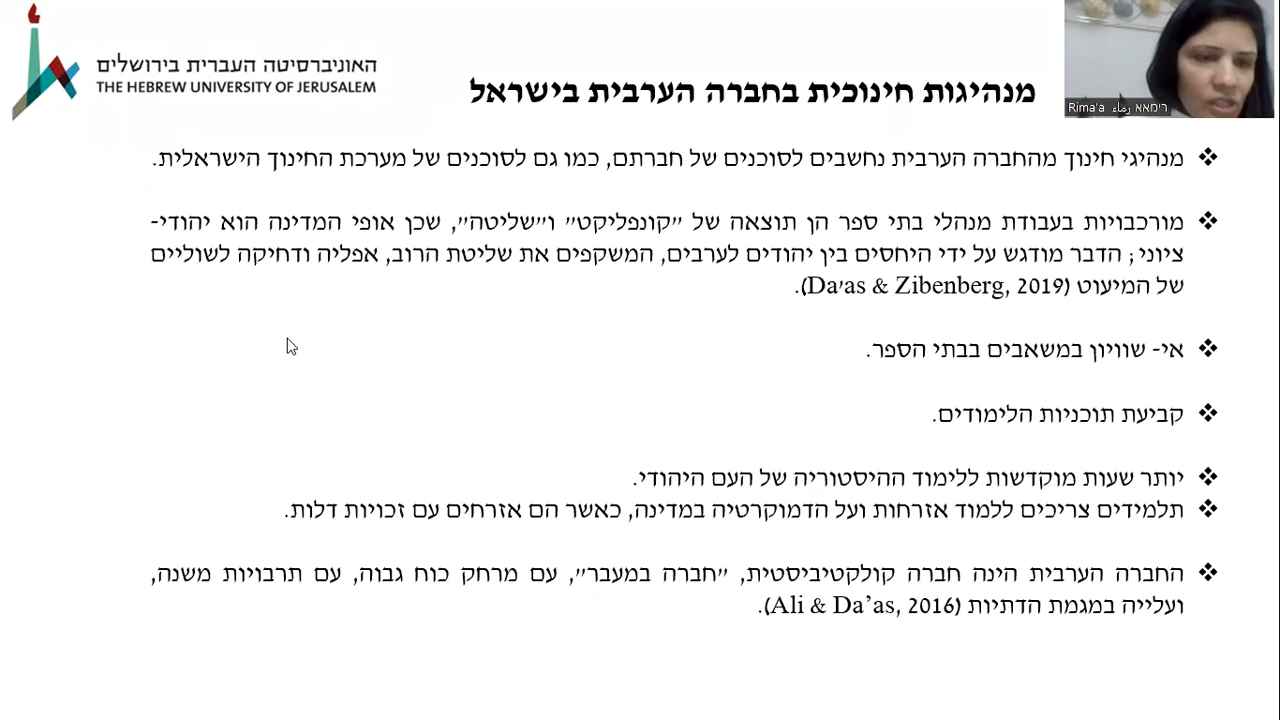 האוניברסיטה העברית בירושלים
THE HEBREW UNIVERSITY OF JERUSALEM
מנהיגות חינוכית בחברה הערבית בישראל
Rima'a رماء רימאא
❖ מנהיגי חינוך מהחברה הערבית נחשבים לסוכנים של חברתם, כמו גם לסוכנים של מערכת החינוך הישראלית.
❖ מורכבויות בעבודת מנהלי בתי ספר הן תוצאה של "קונפליקט" ו"שליטה", שכן אופי המדינה הוא יהודי-
ציוני; הדבר מודגש על ידי היחסים בין יהודים לערבים, המשקפים את שליטת הרוב, אפליה ודחיקה לשוליים
של המיעוט (Da'as & Zibenberg, 2019).
❖ אי- שוויון במשאבים בבתי הספר.
❖ קביעת תוכניות הלימודים.
❖ יותר שעות מוקדשות ללימוד ההיסטוריה של העם היהודי.
❖ תלמידים צריכים ללמוד אזרחות ועל הדמוקרטיה במדינה, כאשר הם אזרחים עם זכויות דלות.
❖ החברה הערבית הינה חברה קולקטיביסטית, "חברה במעבר", עם מרחק כוח גבוה, עם תרבויות משנה,
ועלייה במגמת הדתיות (Ali & Da’as, 2016).